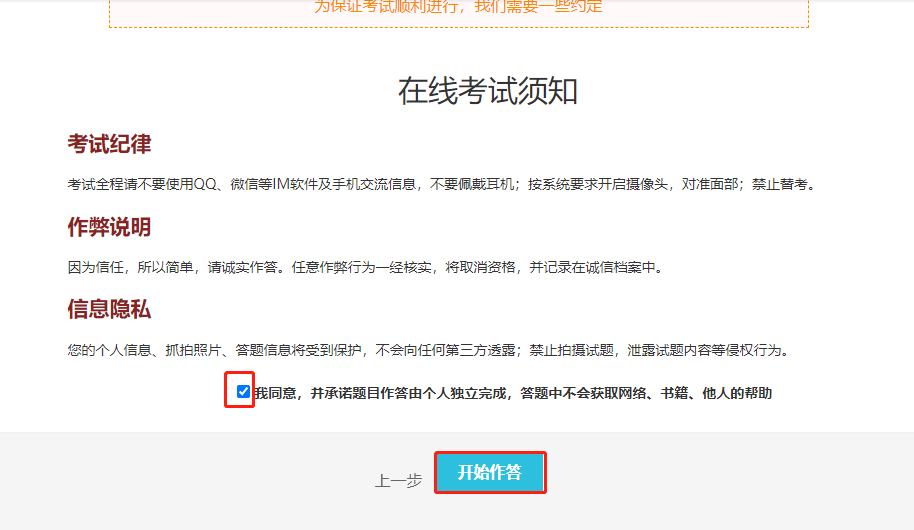 为保证考试顺利进行，我们需要一些约定
在线考试须知
考试纪律
考试全程请不要使用QQ、微信等IM软件及手机交流信息，不要佩戴耳机；按系统要求开启摄像头，对准面部；禁止替考。
作弊说明
因为信任，所以简单，请诚实作答。任意作弊行为一经核实，将取消资格，并记录在诚信档案中。
信息隐私
您的个人信息、抓拍照片、答题信息将受到保护，不会向任何第三方透露；禁止拍摄试题，泄露试题内容等侵权行为。
我同意，并承诺题目作答由个人独立完成，答题中不会获取网络、书籍、他人的帮助
上一步 开始作答